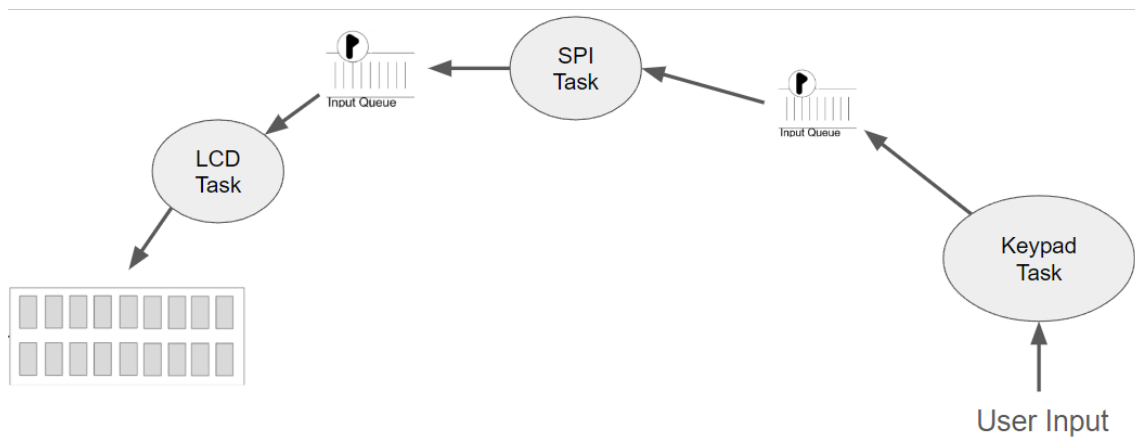 SPI
Task
Input Queue
Input Queue
LCD
Task
Keypad
Task
User Input